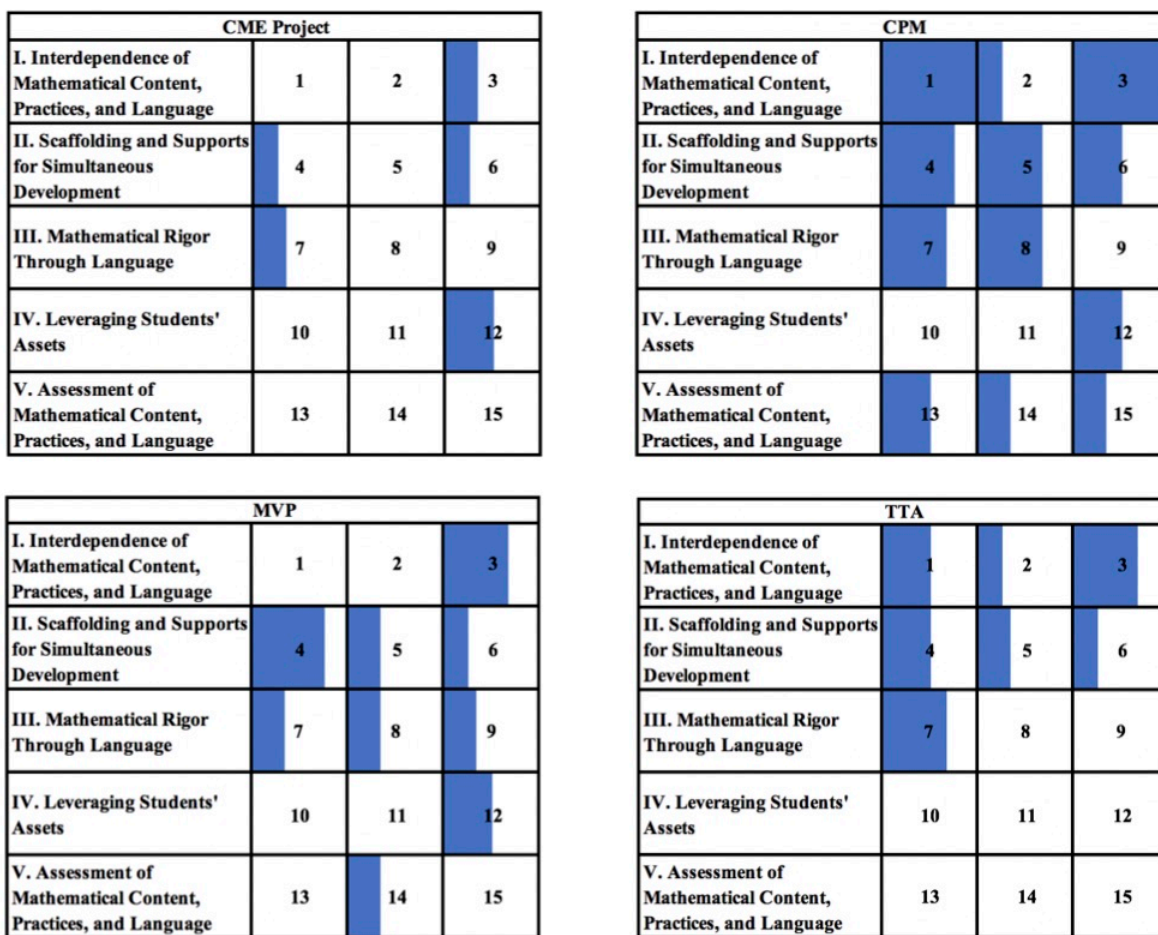 CME Project
I. Interdependence of
Mathematical Content,
Practices, and Language
1 2 3
II. Scaffolding and Supports
for Simultaneous
Development
4 5 6
III. Mathematical Rigor
Through Language
7 8 9
IV. Leveraging Students'
Assets
10 11 12
V. Assessment of
Mathematical Content,
Practices, and Language
13 14 15
CPM
I. Interdependence of
Mathematical Content,
Practices, and Language
1 2 3
II. Scaffolding and Supports
for Simultaneous
Development
4 5 6
III. Mathematical Rigor
Through Language
7 8 9
IV. Leveraging Students'
Assets
10 11 12
V. Assessment of
Mathematical Content,
Practices, and Language
13 14 15
MVP
I. Interdependence of
Mathematical Content,
Practices, and Language
1 2 3
II. Scaffolding and Supports
for Simultaneous
Development
4 5 6
III. Mathematical Rigor
Through Language
7 8 9
IV. Leveraging Students'
Assets
10 11 12
V. Assessment of
Mathematical Content,
Practices, and Language
13 14 15
TTA
I. Interdependence of
Mathematical Content,
Practices, and Language
1 2 3
II. Scaffolding and Supports
for Simultaneous
Development
4 5 6
III. Mathematical Rigor
Through Language
7 8 9
IV. Leveraging Students'
Assets
10 11 12
V. Assessment of
Mathematical Content,
Practices, and Language
13 14 15